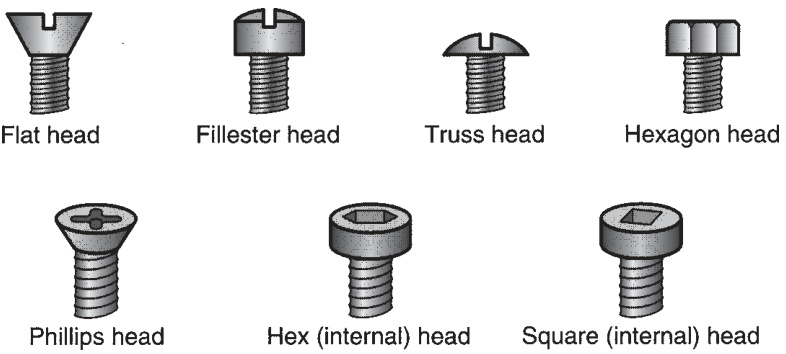 Flat head
Fillester head
Truss head
Hexagon head
Phillips head
Hex (internal) head
Square (internal) head